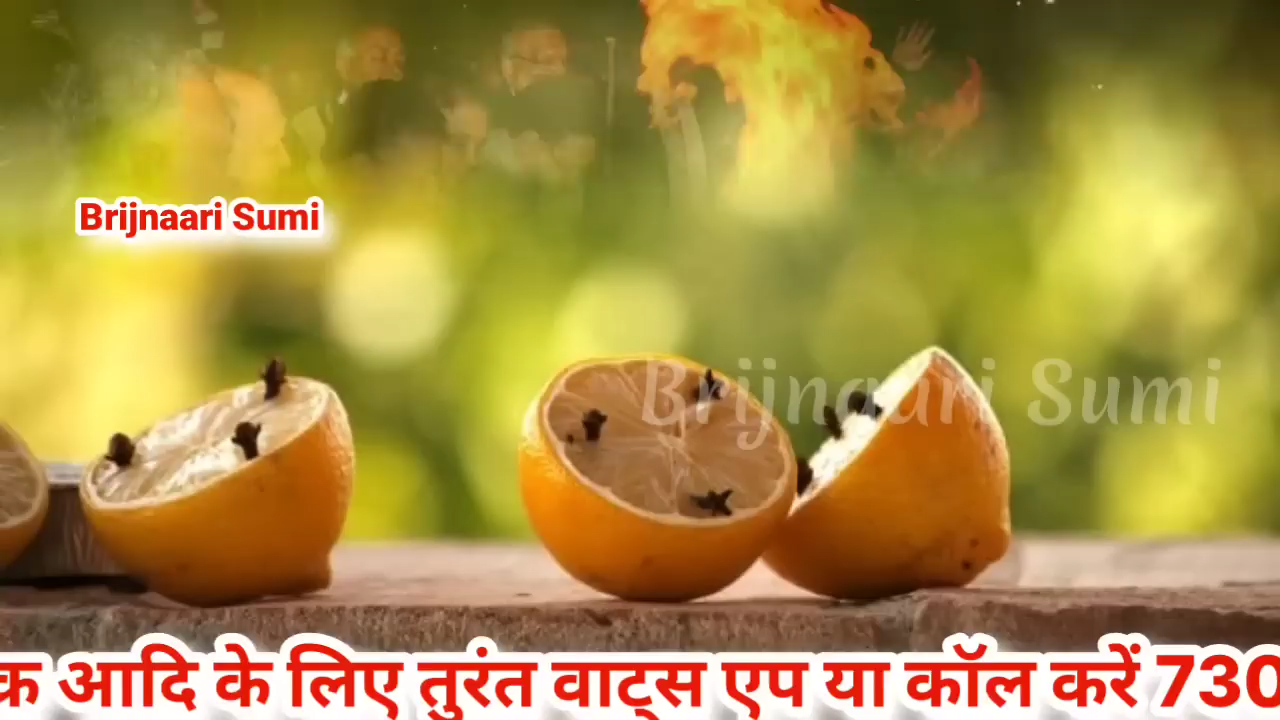 Brijnaari Sumi
Brijnaari Sumi
क आदि के लिए तुरंत वाट्स एप या कॉल करें 730